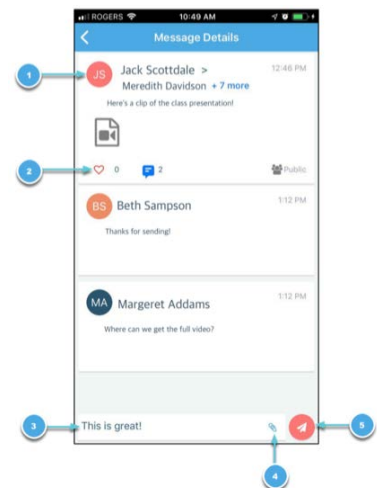 ROGERS 10:49 AM
Message Details
1
JS Jack Scottdale > 12:46 PM
Meredith Davidson + 7 more
Here's a clip of the class presentation!
2 0 2 Public
BS Beth Sampson 1:12 PM
Thanks for sending!
MA Margeret Addams 1:12 PM
Where can we get the full video?
3 This is great! 5
4